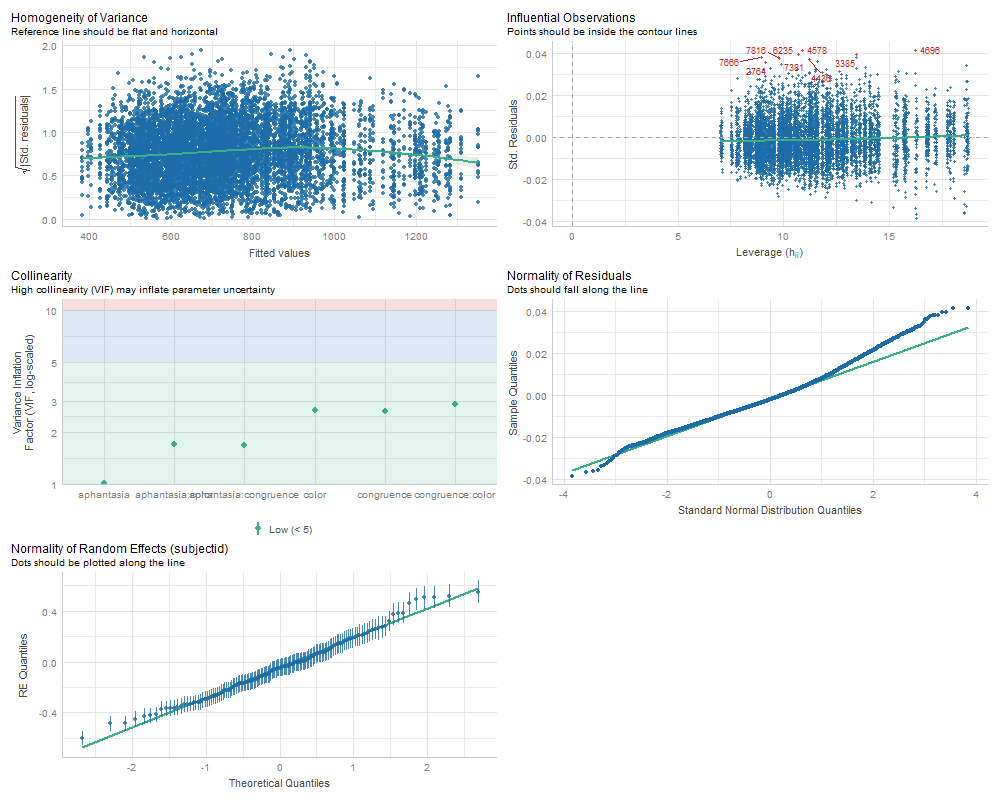 Homogeneity of Variance
Reference line should be flat and horizontal
√|Std. residuals|
2.0
1.5
1.0
0.5
0.0
400 600 800 1000 1200
Fitted values
Influential Observations
Points should be inside the contour lines
Std. Residuals
0.04
0.02
0.00
-0.02
-0.04
7816 6235 4578 4696
7666 2764 7381 3385
0 5 10 15
Leverage (hii)
Collinearity
High collinearity (VIF) may inflate parameter uncertainty
Variance Inflation
Factor (VIF, log-scaled)
10
5
3
2
1
aphantasia aphantasia:color aphantasia:congruence color congruence congruence:color
Low (< 5)
Normality of Residuals
Dots should fall along the line
Sample Quantiles
0.04
0.02
0.00
-0.02
-0.04
-4 -2 0 2 4
Standard Normal Distribution Quantiles
Normality of Random Effects (subjectid)
Dots should be plotted along the line
RE Quantiles
0.4
0.0
-0.4
-2 -1 0 1 2
Theoretical Quantiles